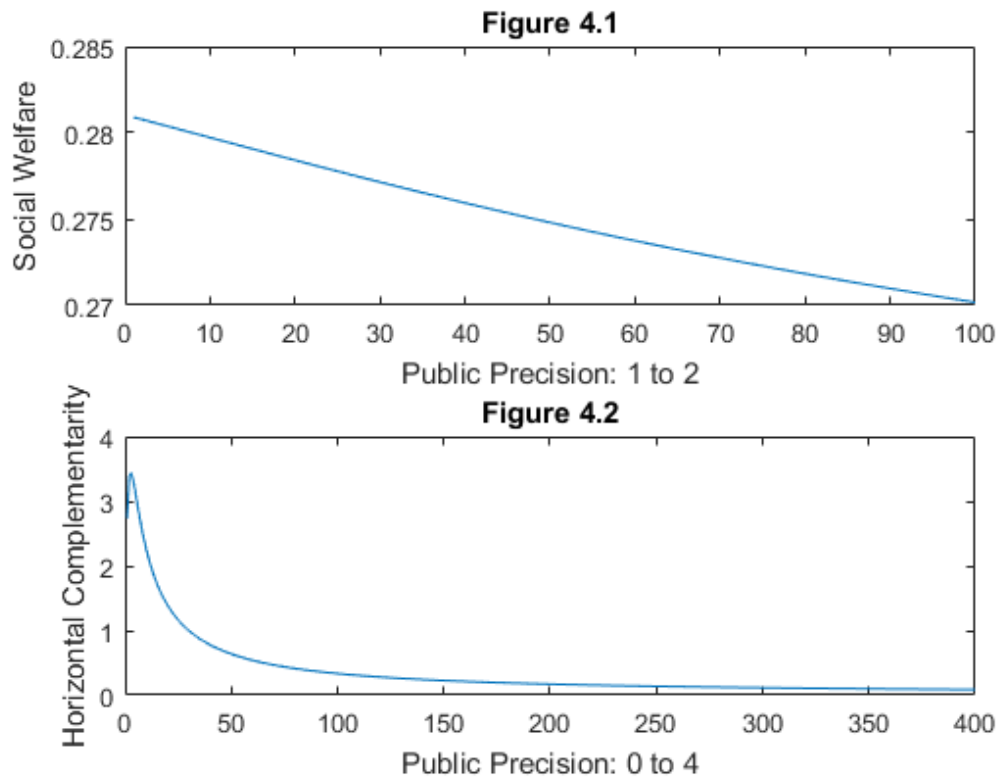 Figure 4.1
Social Welfare
0.285
0.28
0.275
0.27
0 10 20 30 40 50 60 70 80 90 100
Public Precision: 1 to 2
Figure 4.2
Horizontal Complementarity
4
3
2
1
0
0 50 100 150 200 250 300 350 400
Public Precision: 0 to 4